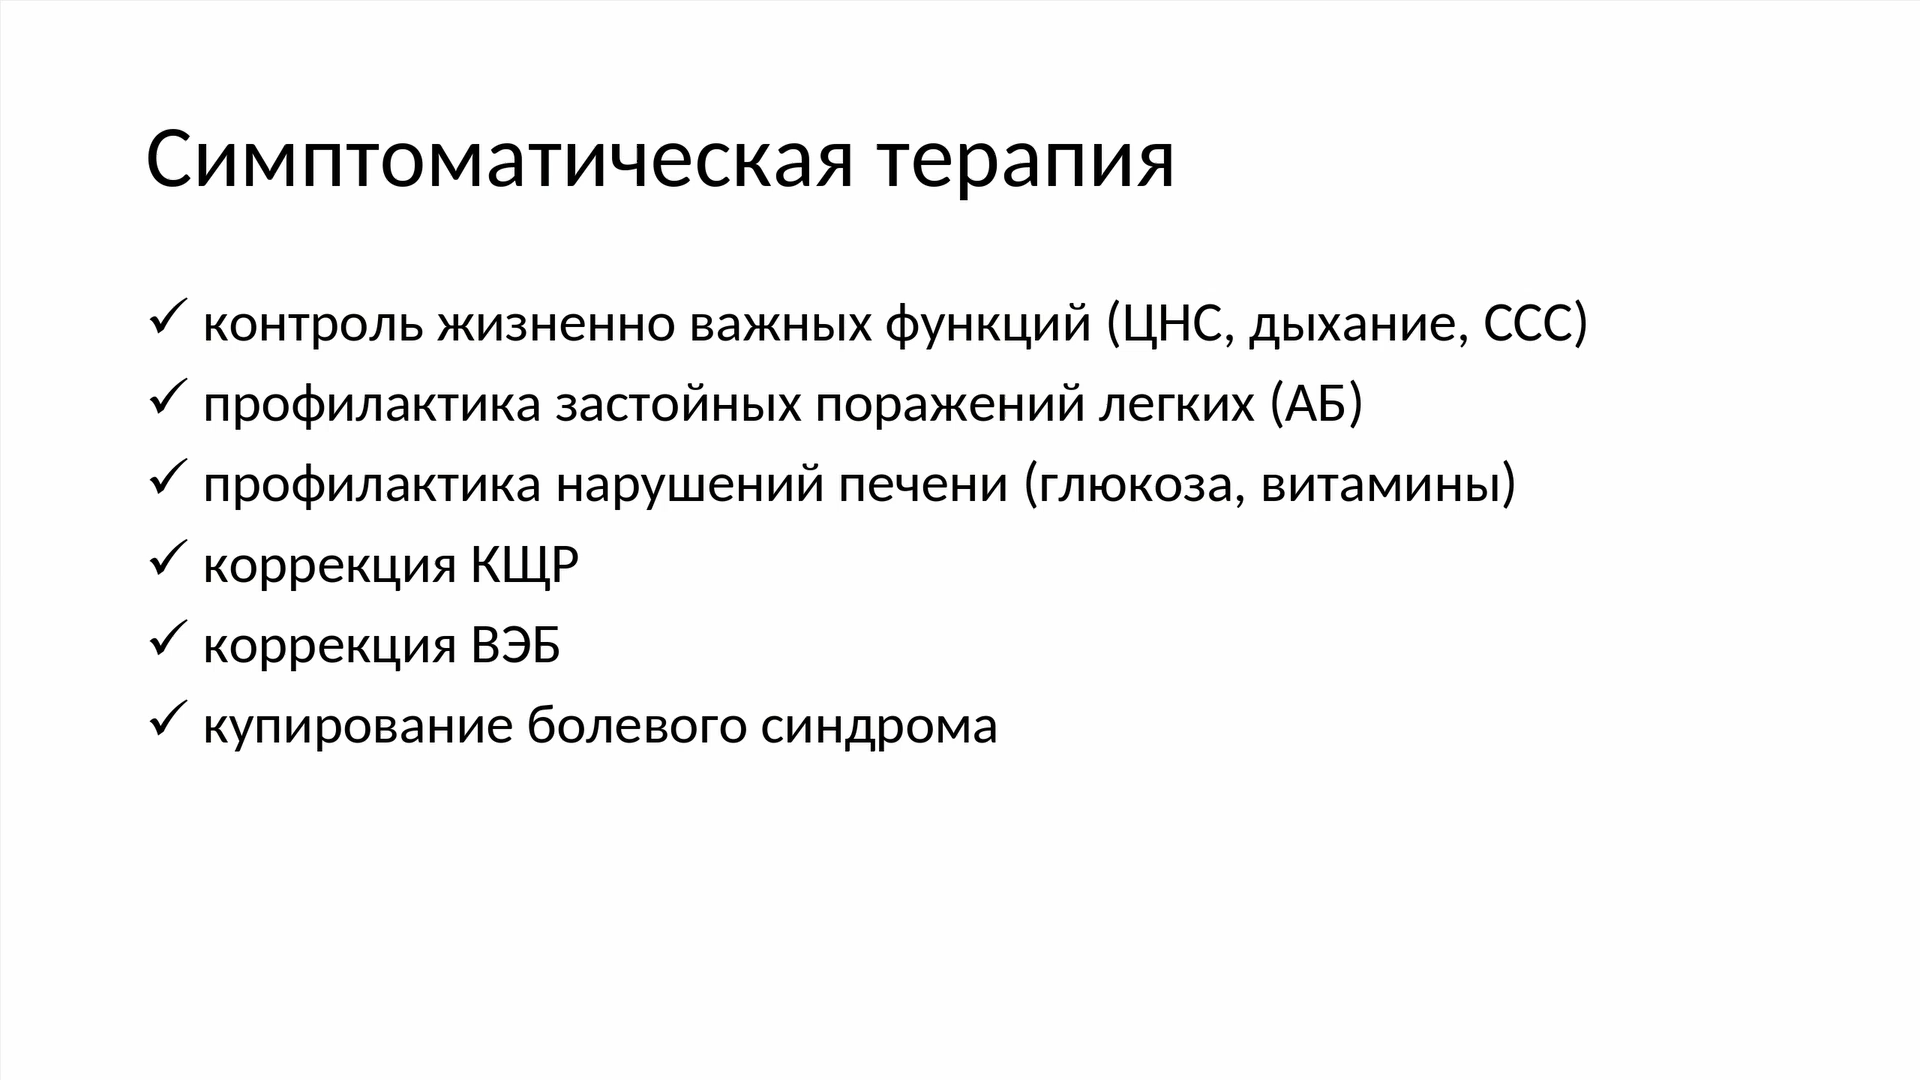 Симптоматическая терапия
✓ контроль жизненно важных функций (ЦНС, дыхание, ССС)
✓ профилактика застойных поражений легких (АБ)
✓ профилактика нарушений печени (глюкоза, витамины)
✓ коррекция КЩР
✓ коррекция ВЭБ
✓ купирование болевого синдрома